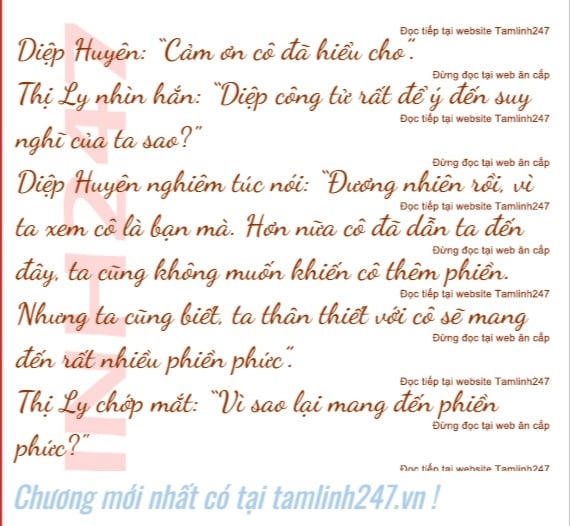 Đọc tiếp tại website Tamlinh247
Diệp Huyên: “Cảm ơn cô đã hiểu cho”.
Đừng đọc tại web ăn cắp
Thị Ly nhìn hắn: “Diệp công tử rất để ý đến suy
Đọc tiếp tại website Tamlinh247
nghĩ của ta sao?”
Đừng đọc tại web ăn cắp
Diệp Huyên nghiêm túc nói: “Đương nhiên rồi, vì
Đọc tiếp tại website Tamlinh247
ta xem cô là bạn mà. Hơn nữa cô đã dẫn ta đến
Đừng đọc tại web ăn cắp
đây, ta cũng không muốn khiến cô thêm phiền.
Đọc tiếp tại website Tamlinh247
Nhưng ta cũng biết, ta thân thiết với cô sẽ mang
Đừng đọc tại web ăn cắp
đến rất nhiều phiền phức”.
Đọc tiếp tại website Tamlinh247
Thị Ly chớp mắt: “Vì sao lại mang đến phiền
Đừng đọc tại web ăn cắp
phức?”
Đọc tiếp tại website Tamlinh247
INH247
Chương mới nhất có tại tamlinh247.vn !